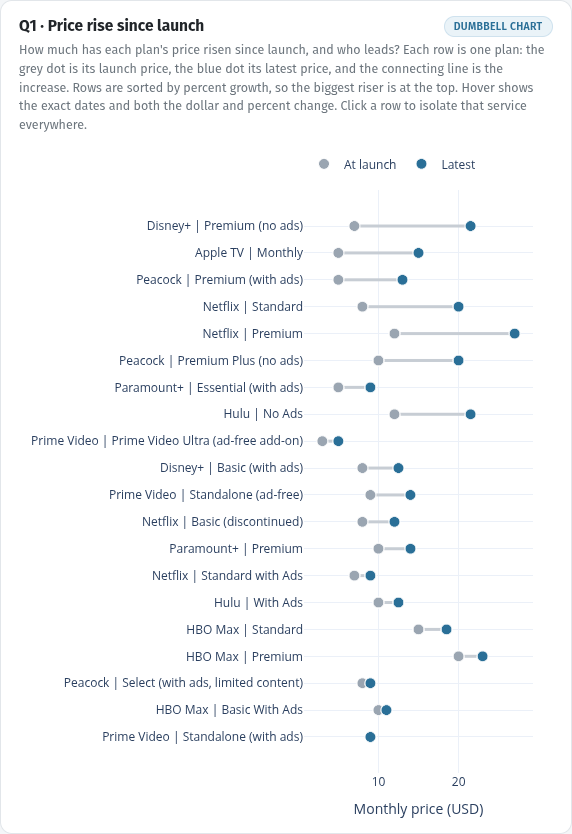 Q1 · Price rise since launch
DUMBBELL CHART
How much has each plan's price risen since launch, and who leads? Each row is one plan: the
grey dot is its launch price, the blue dot its latest price, and the connecting line is the
increase. Rows are sorted by percent growth, so the biggest riser is at the top. Hover shows
the exact dates and both the dollar and percent change. Click a row to isolate that service
everywhere.
At launch
Latest
Disney+ | Premium (no ads)
Apple TV | Monthly
Peacock | Premium (with ads)
Netflix | Standard
Netflix | Premium
Peacock | Premium Plus (no ads)
Paramount+ | Essential (with ads)
Hulu | No Ads
Prime Video | Prime Video Ultra (ad-free add-on)
Disney+ | Basic (with ads)
Prime Video | Standalone (ad-free)
Netflix | Basic (discontinued)
Paramount+ | Premium
Netflix | Standard with Ads
Hulu | With Ads
HBO Max | Standard
HBO Max | Premium
Peacock | Select (with ads, limited content)
HBO Max | Basic With Ads
Prime Video | Standalone (with ads)
10
20
Monthly price (USD)